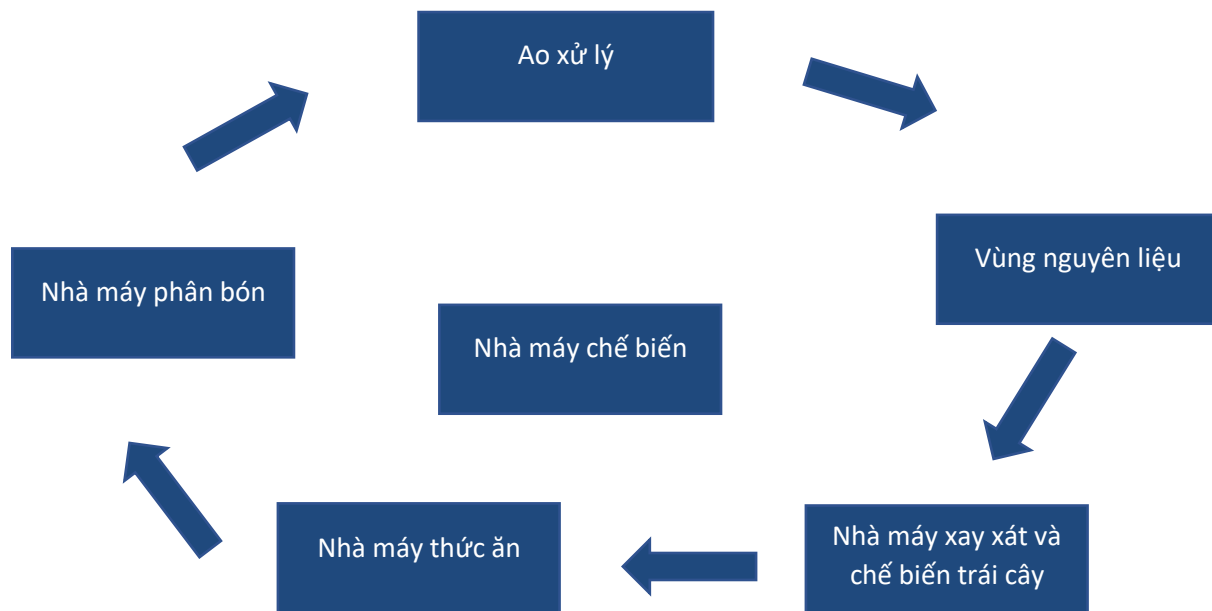 Ao xử lý
Vùng nguyên liệu
Nhà máy phân bón
Nhà máy chế biến
Nhà máy thức ăn
Nhà máy xay xát và
chế biến trái cây